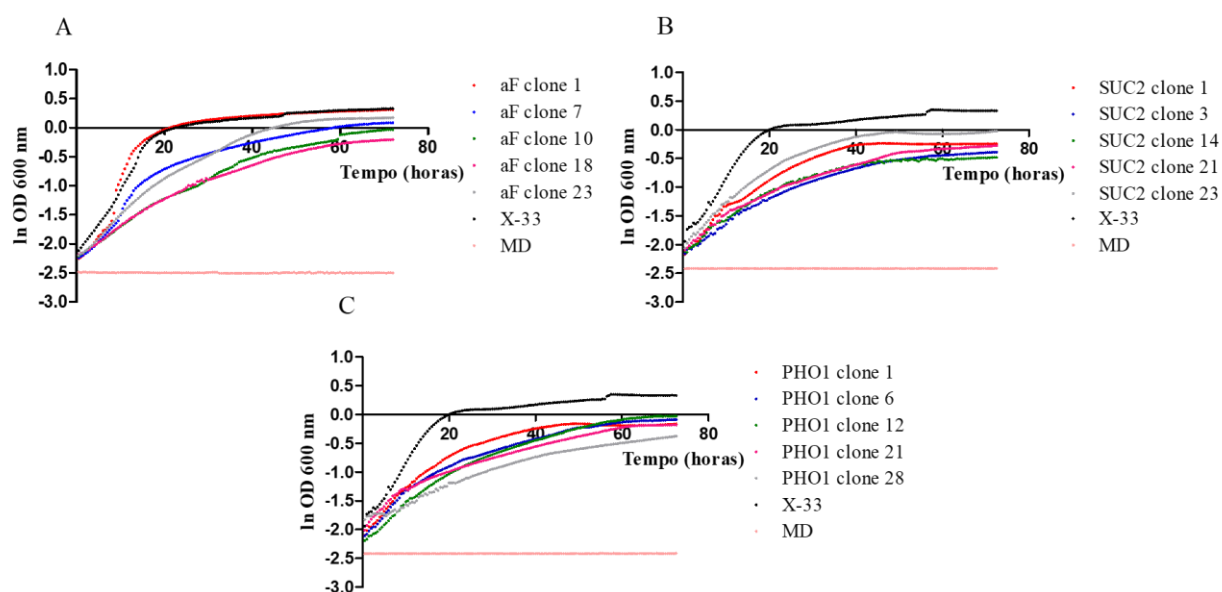 A
ln OD 600 nm
1.0
0.5
0.0
-0.5
-1.0
-1.5
-2.0
-2.5
-3.0
20
40
60
80
Tempo (horas)
aF clone 1
aF clone 7
aF clone 10
aF clone 18
aF clone 23
X-33
MD
B
ln OD 600 nm
1.0
0.5
0.0
-0.5
-1.0
-1.5
-2.0
-2.5
-3.0
20
40
60
80
Tempo (horas)
SUC2 clone 1
SUC2 clone 3
SUC2 clone 14
SUC2 clone 21
SUC2 clone 23
X-33
MD
C
ln OD 600 nm
1.0
0.5
0.0
-0.5
-1.0
-1.5
-2.0
-2.5
-3.0
20
40
60
80
Tempo (horas)
PHO1 clone 1
PHO1 clone 6
PHO1 clone 12
PHO1 clone 21
PHO1 clone 28
X-33
MD